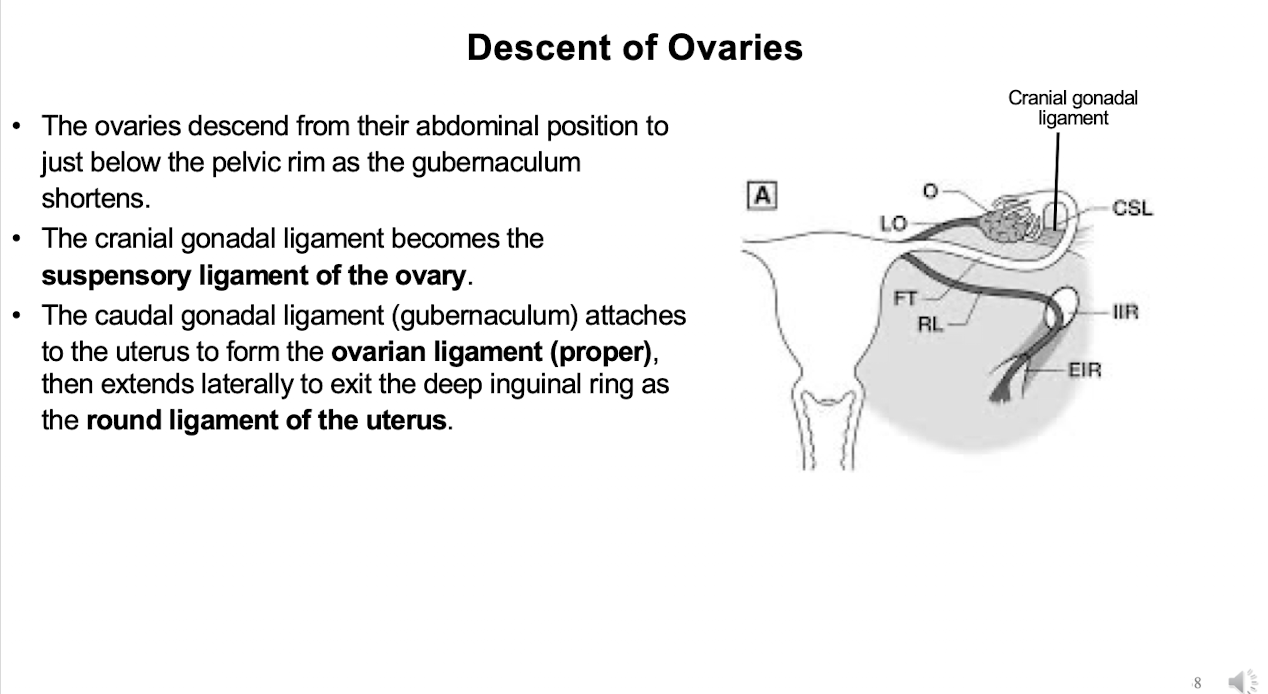 Descent of Ovaries
• The ovaries descend from their abdominal position to
just below the pelvic rim as the gubernaculum
shortens.
• The cranial gonadal ligament becomes the
suspensory ligament of the ovary.
• The caudal gonadal ligament (gubernaculum) attaches
to the uterus to form the ovarian ligament (proper),
then extends laterally to exit the deep inguinal ring as
the round ligament of the uterus.
Cranial gonadal
ligament
A
O
LO
CSL
FT
RL
IIR
EIR
8